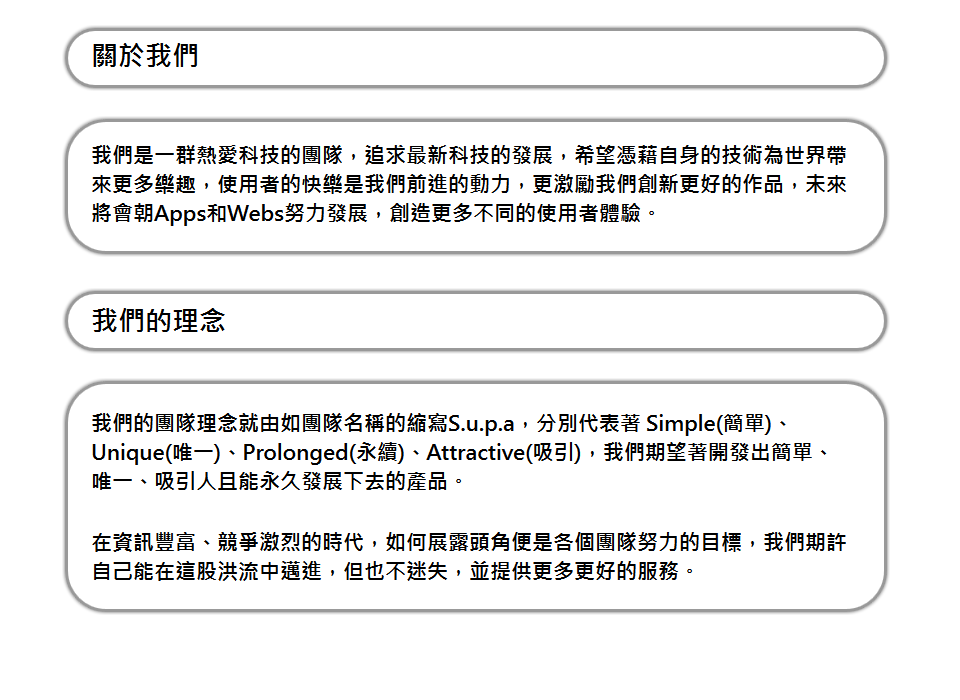 關於我們
我們是一群熱愛科技的團隊，追求最新科技的發展，希望憑藉自身的技術為世界帶
來更多樂趣，使用者的快樂是我們前進的動力，更激勵我們創新更好的作品，未來
將會朝Apps和Webs努力發展，創造更多不同的使用者體驗。
我們的理念
我們的團隊理念就由如團隊名稱的縮寫S.u.p.a，分別代表著 Simple(簡單)、
Unique(唯一)、Prolonged(永續)、Attractive(吸引)，我們期望著開發出簡單、
唯一、吸引人且能永久發展下去的產品。
在資訊豐富、競爭激烈的時代，如何展露頭角便是各個團隊努力的目標，我們期許
自己能在這股洪流中邁進，但也不迷失，並提供更多更好的服務。